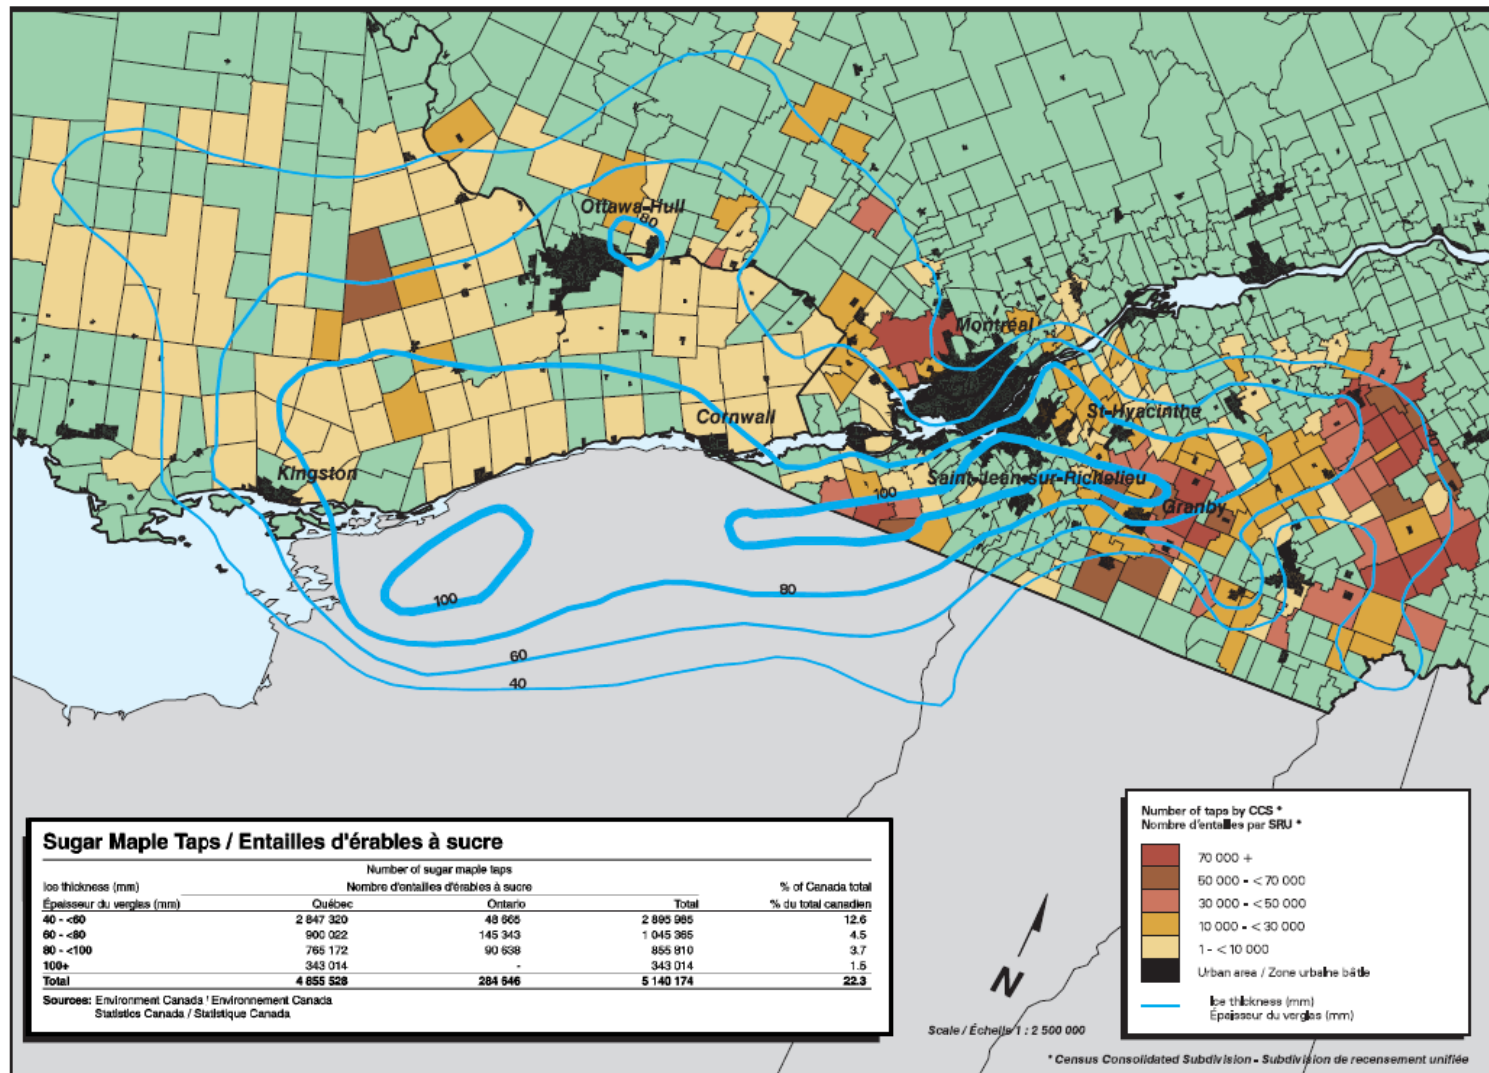 Ottawa-Hull
80
Montréal
Cornwall
St-Hyacinthe
Kingston
Saint-Jean-sur-Richelieu
100
Granby
100
80
60
40
Sugar Maple Taps / Entailles d'érables à sucre
Number of sugar maple taps
Ice thickness (mm) Nombre d'entailles d'érables à sucre % of Canada total
Épaisseur du verglas (mm) Québec Ontario Total % du total canadien
40 - <60 2 847 320 48 665 2 895 985 12.6
60 - <80 900 022 145 343 1 045 365 4.5
80 - <100 765 172 90 638 855 810 3.7
100+ 343 014 - 343 014 1.5
Total 4 855 528 284 646 5 140 174 22.3
Sources: Environment Canada / Environnement Canada
Statistics Canada / Statistique Canada
Number of taps by CCS *
Nombre d'entailles par SRU *
70 000 +
50 000 - <70 000
30 000 - <50 000
10 000 - <30 000
1 - <10 000
Urban area / Zone urbaine bâtie
Ice thickness (mm)
Épaisseur du verglas (mm)
N
Scale / Échelle 1 : 2 500 000
* Census Consolidated Subdivision - Subdivision de recensement unifiée